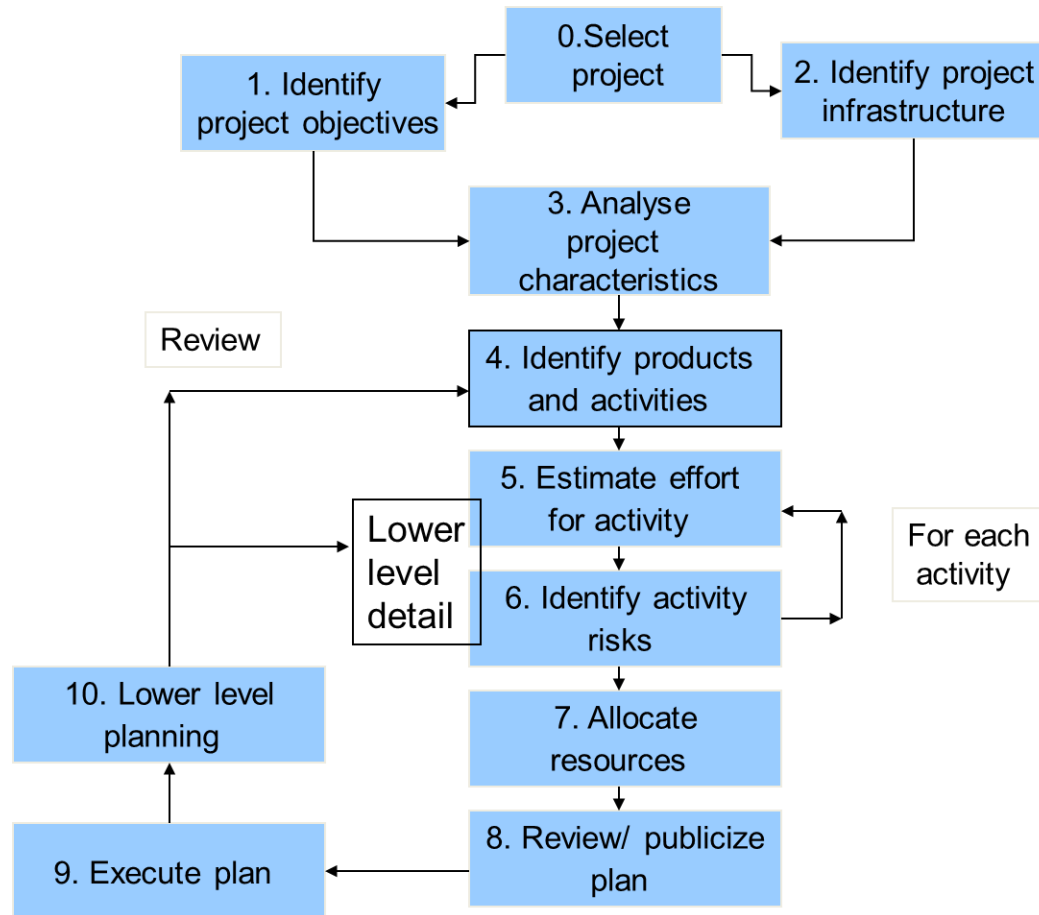 0.Select
project
1. Identify
project objectives
2. Identify project
infrastructure
3. Analyse
project
characteristics
Review
4. Identify products
and activities
5. Estimate effort
for activity
Lower
level
detail
For each
activity
6. Identify activity
risks
10. Lower level
planning
7. Allocate
resources
8. Review/ publicize
plan
9. Execute plan